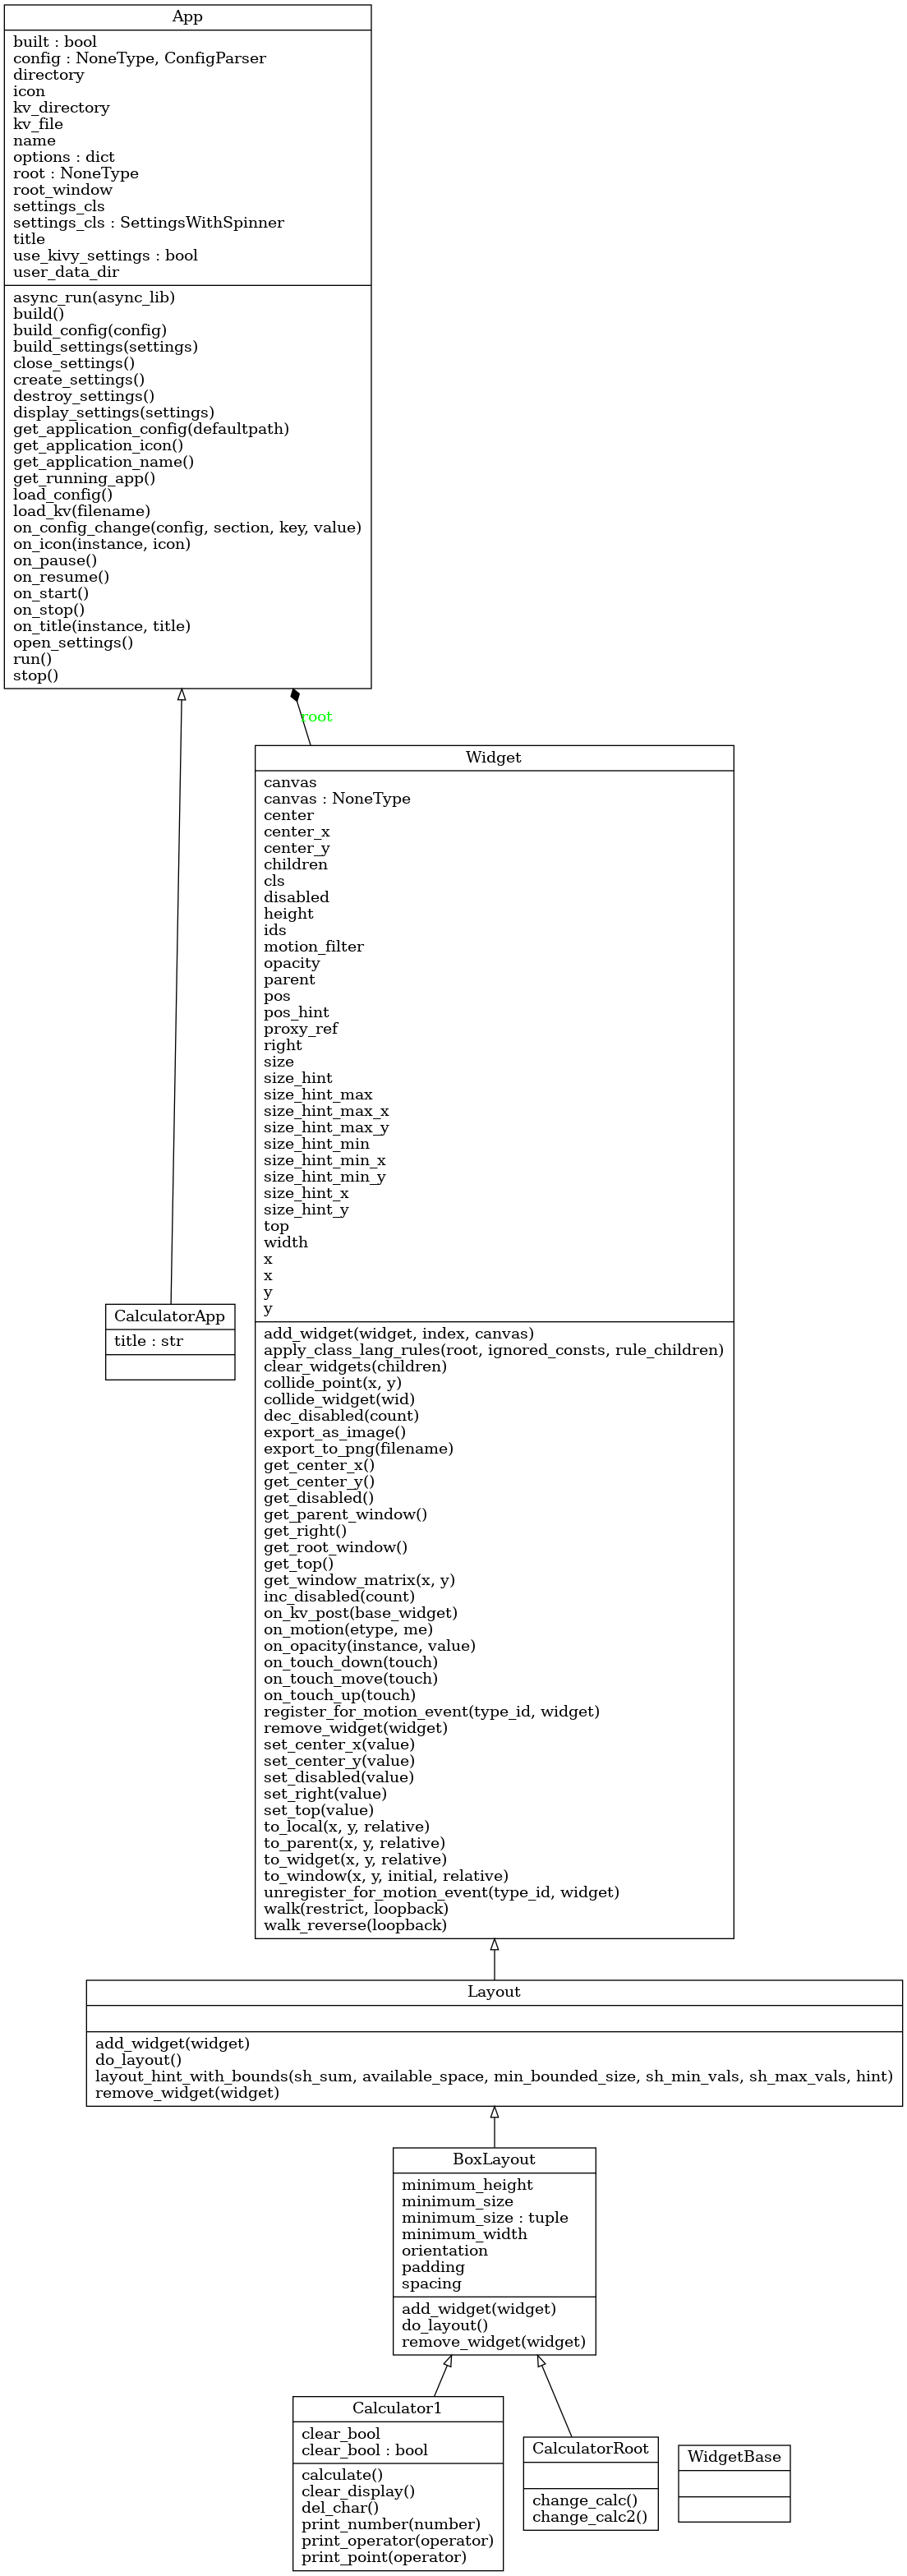 App
built : bool
config : NoneType, ConfigParser
directory
icon
kv_directory
kv_file
name
options : dict
root : NoneType
root_window
settings_cls
settings_cls : SettingsWithSpinner
title
use_kivy_settings : bool
user_data_dir
async_run(async_lib)
build()
build_config(config)
build_settings(settings)
close_settings()
create_settings()
destroy_settings()
display_settings(settings)
get_application_config(defaultpath)
get_application_icon()
get_application_name()
get_running_app()
load_config()
load_kv(filename)
on_config_change(config, section, key, value)
on_icon(instance, icon)
on_pause()
on_resume()
on_start()
on_stop()
on_title(instance, title)
open_settings()
run()
stop()
root
Widget
canvas
canvas : NoneType
center
center_x
center_y
children
cls
disabled
height
ids
motion_filter
opacity
parent
pos
pos_hint
proxy_ref
right
size
size_hint
size_hint_max
size_hint_max_x
size_hint_max_y
size_hint_min
size_hint_min_x
size_hint_min_y
size_hint_x
size_hint_y
top
width
x
x
y
y
CalculatorApp
title : str
add_widget(widget, index, canvas)
apply_class_lang_rules(root, ignored_consts, rule_children)
clear_widgets(children)
collide_point(x, y)
collide_widget(wid)
dec_disabled(count)
export_as_image()
export_to_png(filename)
get_center_x()
get_center_y()
get_disabled()
get_parent_window()
get_right()
get_root_window()
get_top()
get_window_matrix(x, y)
inc_disabled(count)
on_kv_post(base_widget)
on_motion(etype, me)
on_opacity(instance, value)
on_touch_down(touch)
on_touch_move(touch)
on_touch_up(touch)
register_for_motion_event(type_id, widget)
remove_widget(widget)
set_center_x(value)
set_center_y(value)
set_disabled(value)
set_right(value)
set_top(value)
to_local(x, y, relative)
to_parent(x, y, relative)
to_widget(x, y, relative)
to_window(x, y, initial, relative)
unregister_for_motion_event(type_id, widget)
walk(restrict, loopback)
walk_reverse(loopback)
Layout
add_widget(widget)
do_layout()
layout_hint_with_bounds(sh_sum, available_space, min_bounded_size, sh_min_vals, sh_max_vals, hint)
remove_widget(widget)
BoxLayout
minimum_height
minimum_size
minimum_size : tuple
minimum_width
orientation
padding
spacing
add_widget(widget)
do_layout()
remove_widget(widget)
Calculator1
clear_bool
clear_bool : bool
calculate()
clear_display()
del_char()
print_number(number)
print_operator(operator)
print_point(operator)
CalculatorRoot
change_calc()
change_calc2()
WidgetBase